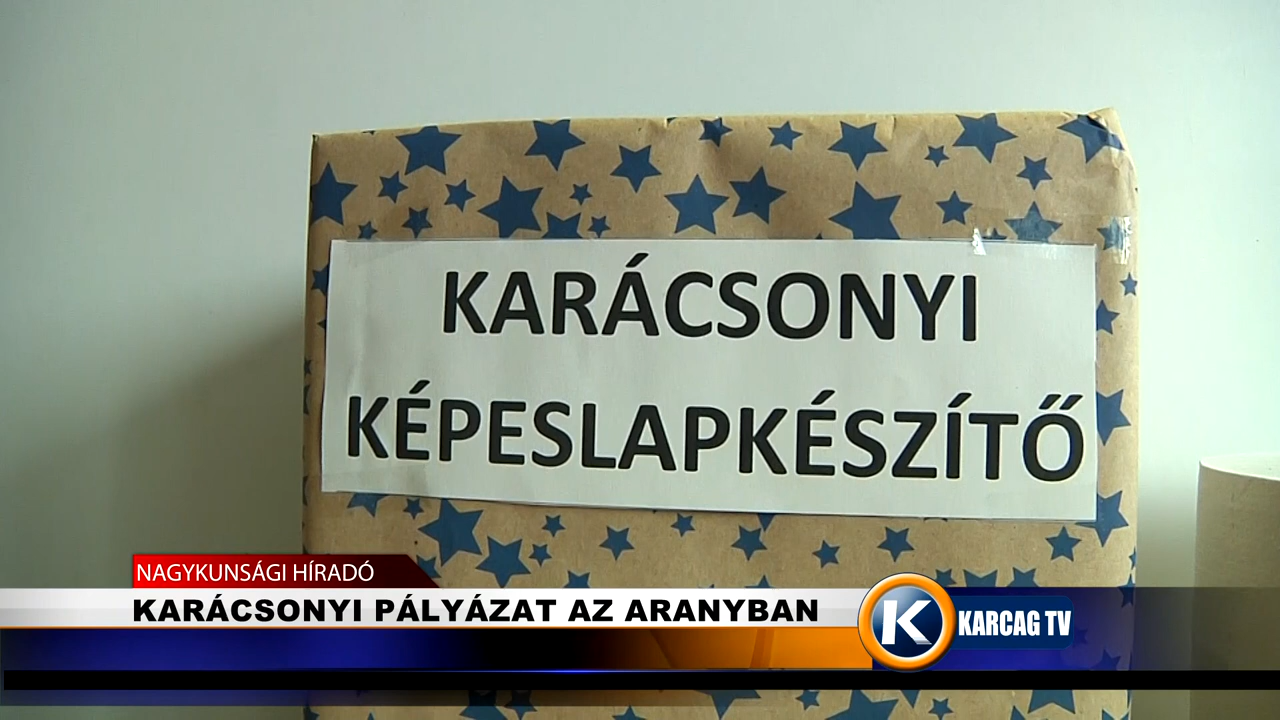 KARÁCSONYI
KÉPESLAPKÉSZÍTŐ
NAGYKUNSÁGI HÍRADÓ
KARÁCSONYI PÁLYÁZAT AZ ARANYBAN
K KARCAG TV